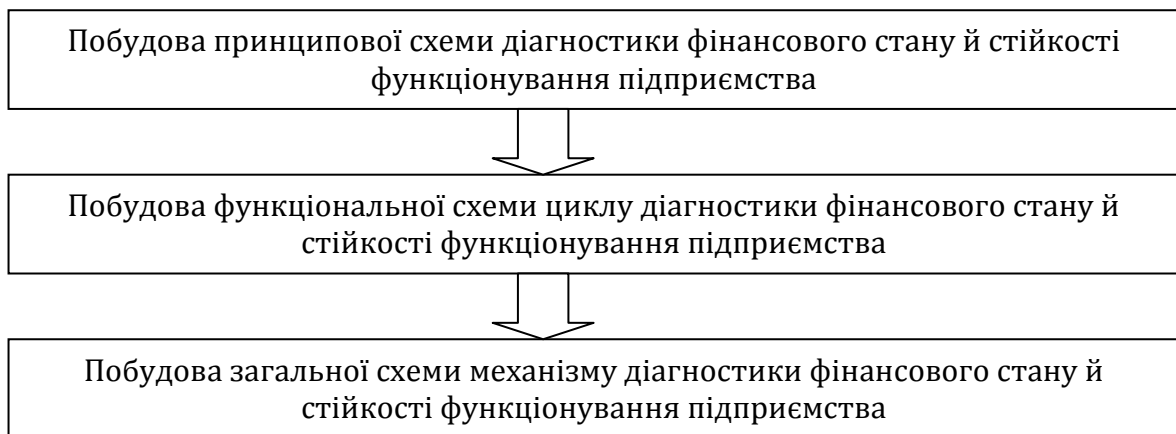 Побудова принципової схеми діагностики фінансового стану й стійкості
функціонування підприємства
Побудова функціональної схеми циклу діагностики фінансового стану й
стійкості функціонування підприємства
Побудова загальної схеми механізму діагностики фінансового стану й
стійкості функціонування підприємства